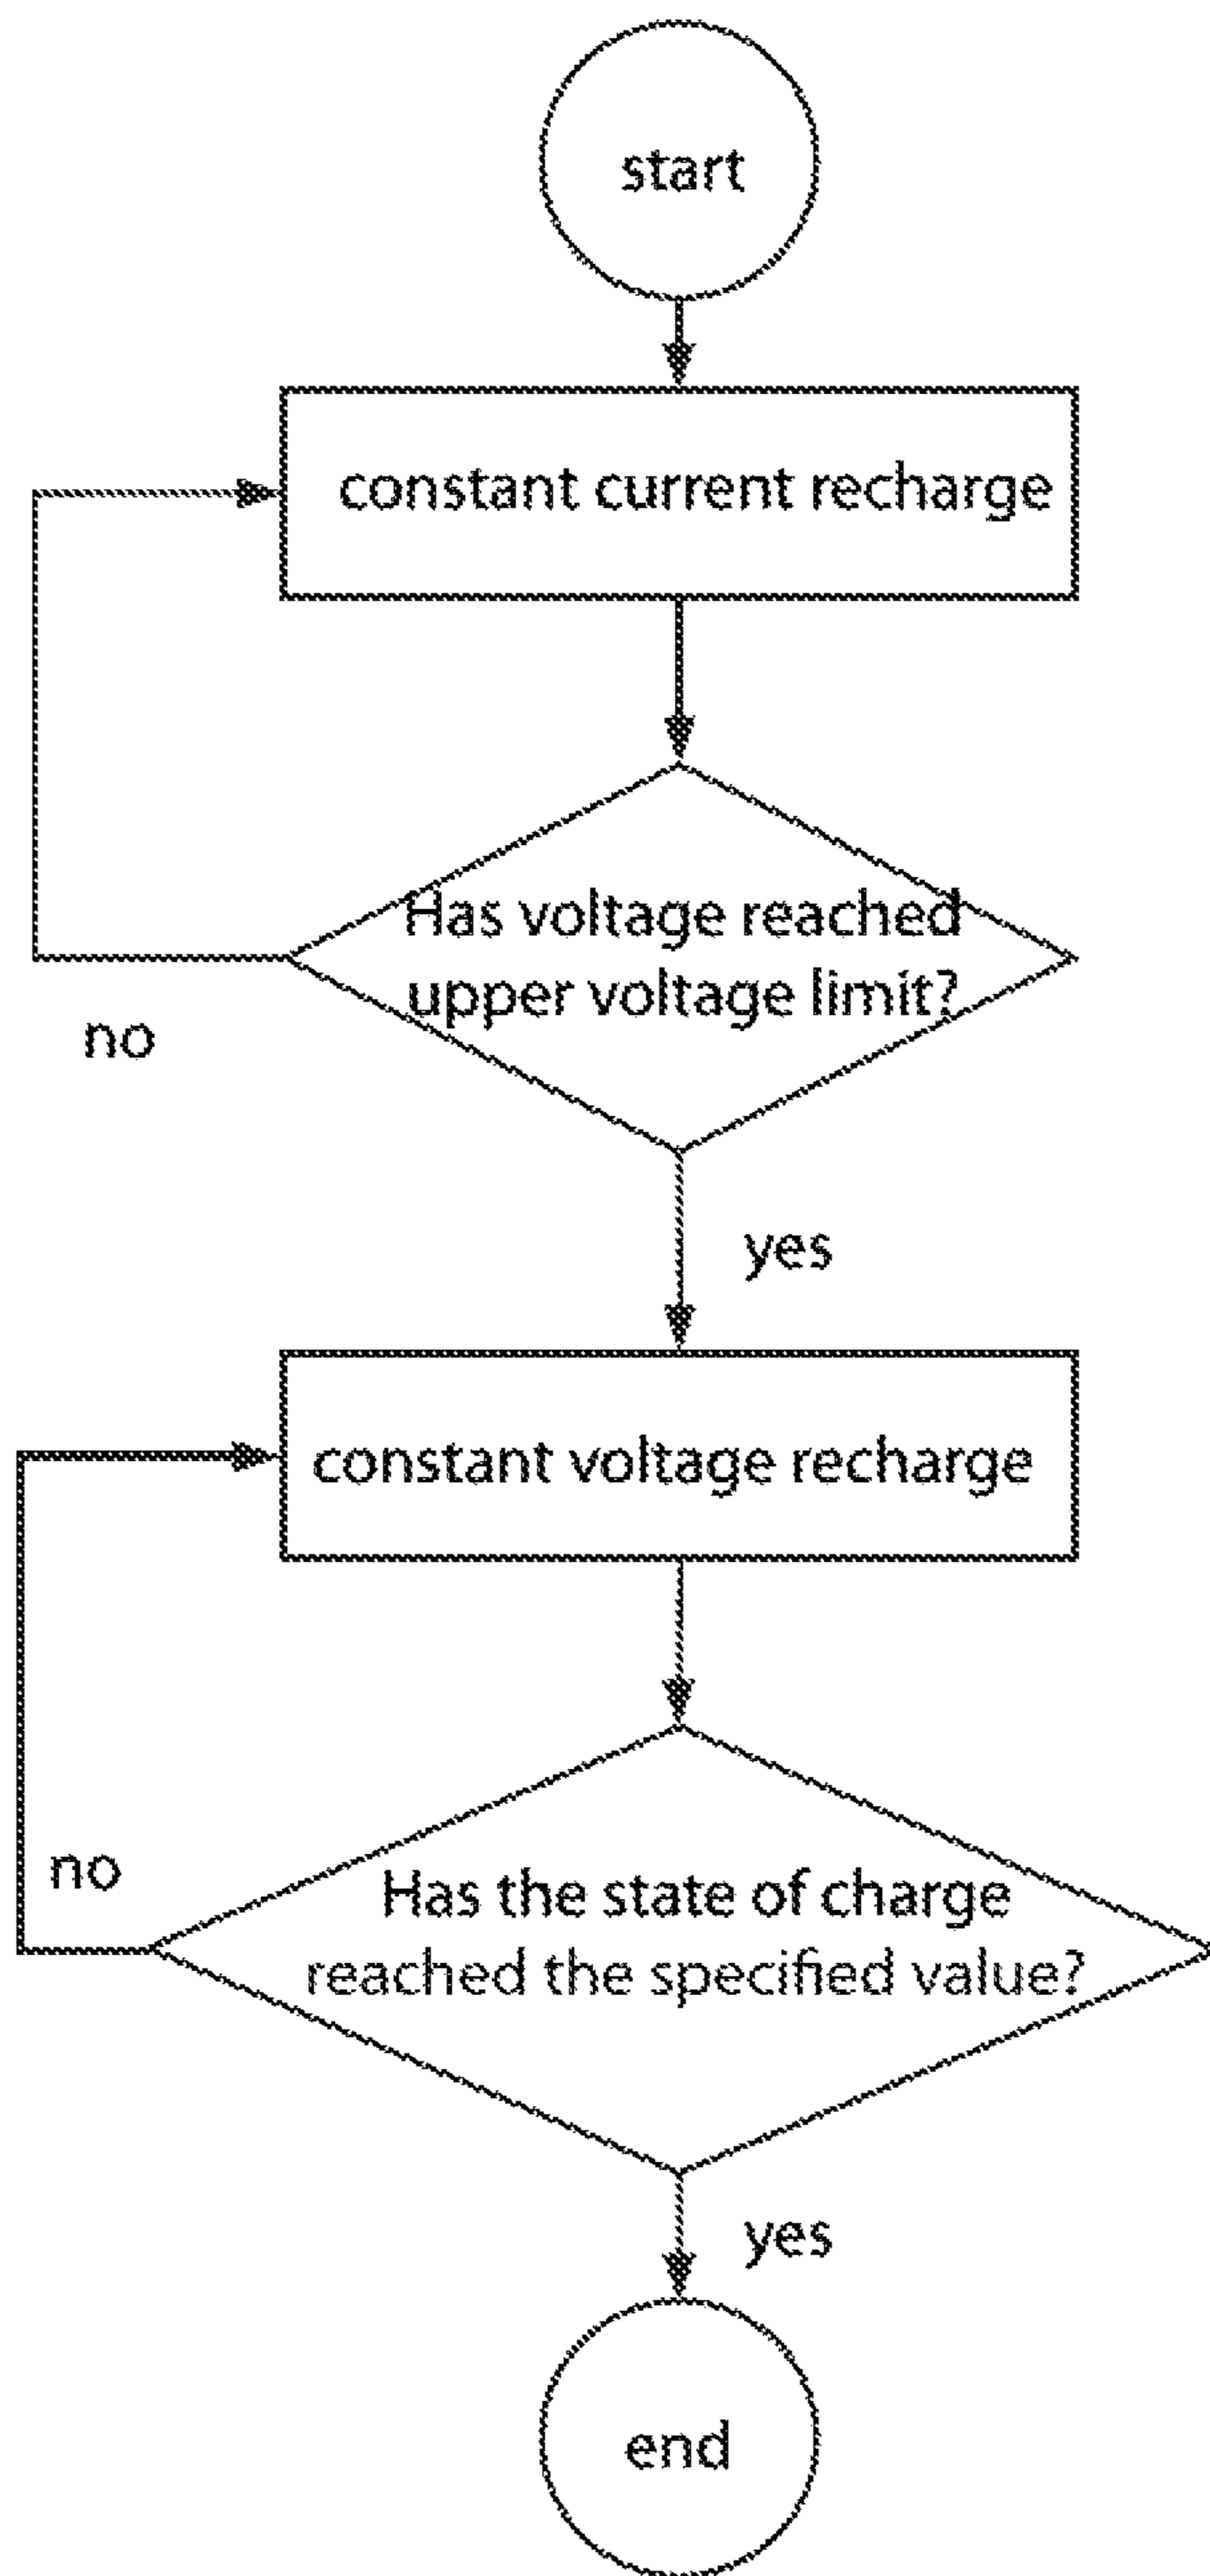 start
constant current recharge
Has voltage reached
upper voltage limit?
no
yes
constant voltage recharge
no
Has the state of charge
reached the specified value?
yes
end